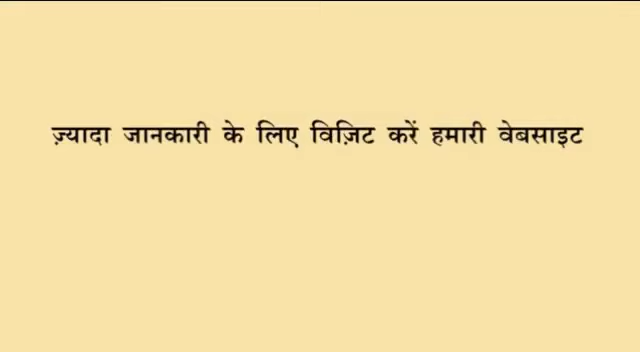 ज़्यादा जानकारी के लिए विज़िट करें हमारी वेबसाइट